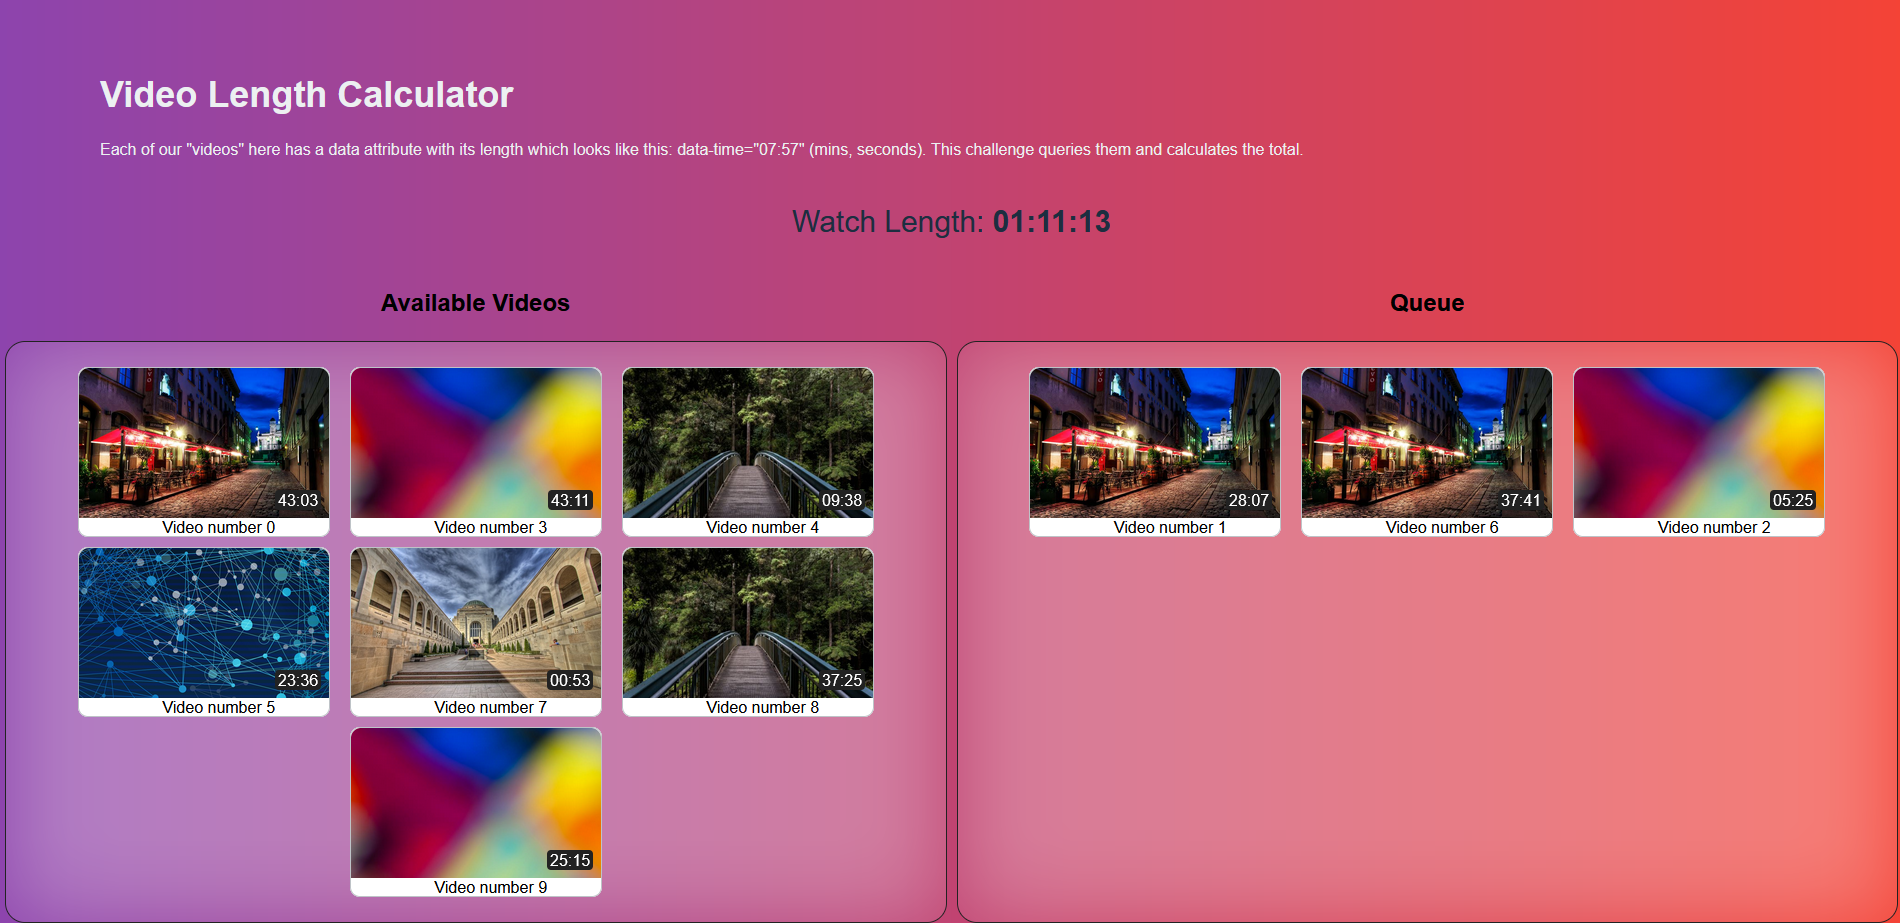 Video Length Calculator
Each of our "videos" here has a data attribute with its length which looks like this: data-time="07:57" (mins, seconds). This challenge queries them and calculates the total.
Watch Length: 01:11:13
Available Videos
43:03
Video number 0
43:11
Video number 3
09:38
Video number 4
23:36
Video number 5
00:53
Video number 7
37:25
Video number 8
25:15
Video number 9
Queue
28:07
Video number 1
37:41
Video number 6
05:25
Video number 2